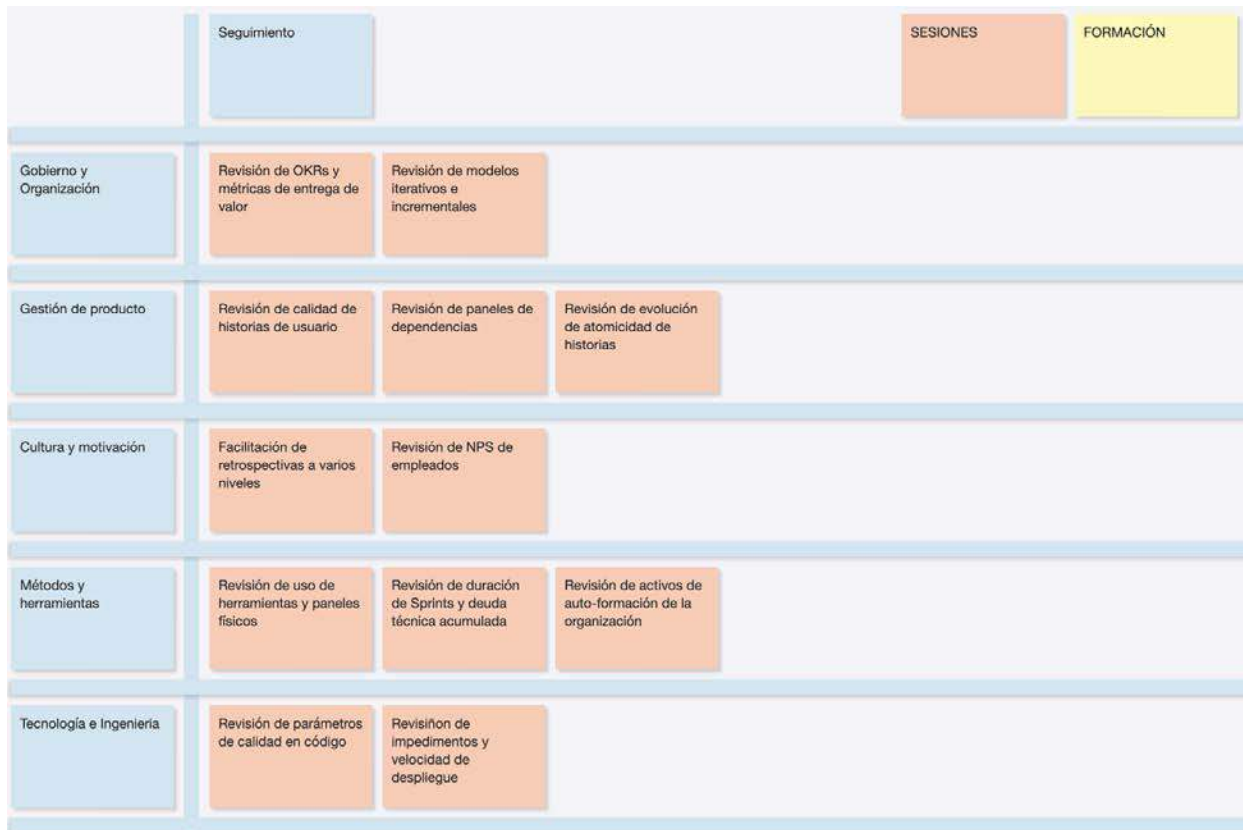 Seguimiento
SESIONES
FORMACIÓN
Gobierno y
Organización
Revisión de OKRs y
métricas de entrega de
valor
Revisión de modelos
iterativos e
incrementales
Gestión de producto
Revisión de calidad de
historias de usuario
Revisión de paneles de
dependencias
Revisión de evolución
de atomicidad de
historias
Cultura y motivación
Facilitación de
retrospectivas a varios
niveles
Revisión de NPS de
empleados
Métodos y
herramientas
Revisión de uso de
herramientas y paneles
físicos
Revisión de duración
de Sprints y deuda
técnica acumulada
Revisión de activos de
auto-formación de la
organización
Tecnología e Ingenieria
Revisión de parámetros
de calidad en código
Revisiñon de
impedimentos y
velocidad de
despliegue